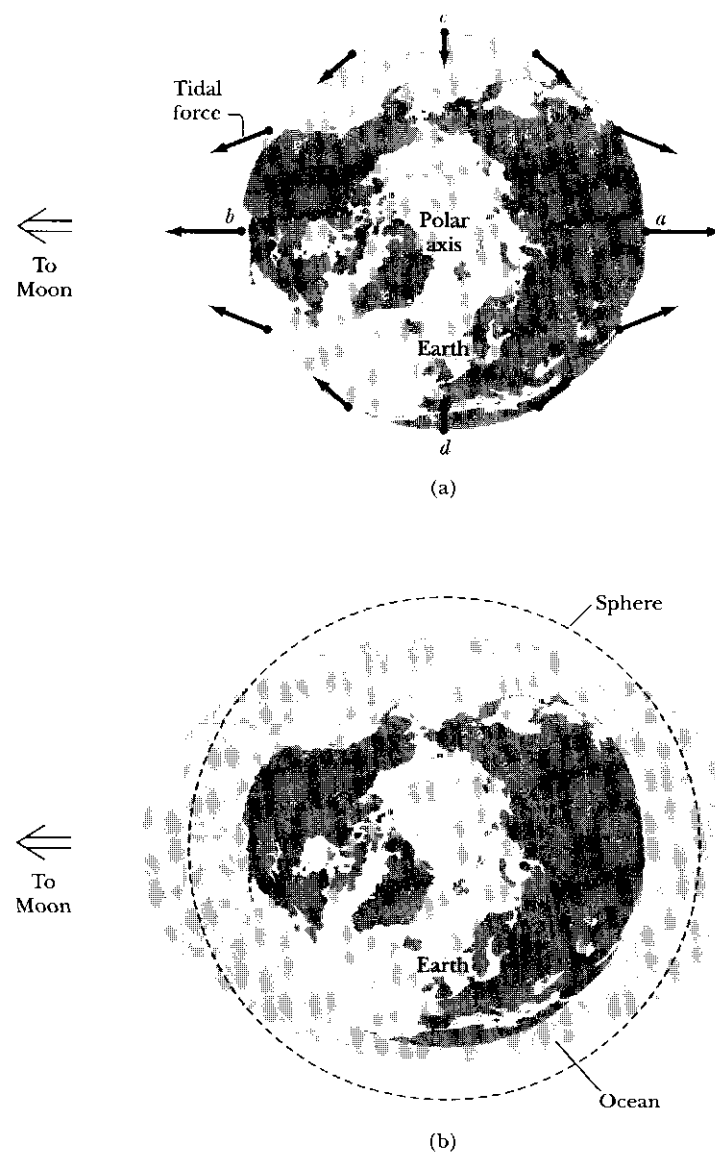 c
Tidal
force
b
a
Polar
axis
To
Moon
Earth
d
(a)
Sphere
To
Moon
Earth
Ocean
(b)